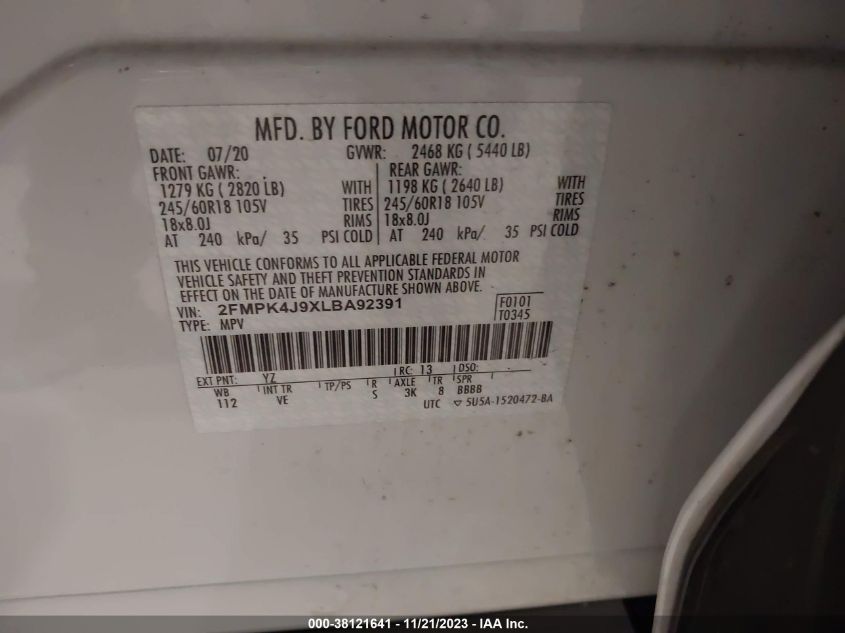 MFD. BY FORD MOTOR CO.
DATE: 07/20 GVWR: 2468 KG ( 5440 LB)
FRONT GAWR: REAR GAWR:
1279 KG ( 2820 LB) WITH 1198 KG ( 2640 LB) WITH
245/60R18 105V TIRES 245/60R18 105V TIRES
18x8.0J RIMS 18x8.0J RIMS
AT 240 kPa/ 35 PSI COLD AT 240 kPa/ 35 PSI COLD
THIS VEHICLE CONFORMS TO ALL APPLICABLE FEDERAL MOTOR
VEHICLE SAFETY AND THEFT PREVENTION STANDARDS IN
EFFECT ON THE DATE OF MANUFACTURE SHOWN ABOVE.
VIN: 2FMPK4J9XLBA92391 F0101
TYPE: MPV T0345
EXT PNT: YZ RC: 13 DSO:
WB INT TR TP/PS R AXLE TR SPR
112 VE S 3K 8 BBBB
UTC ▽ 5U5A-1520472-BA
000-38121641 - 11/21/2023 - IAA Inc.